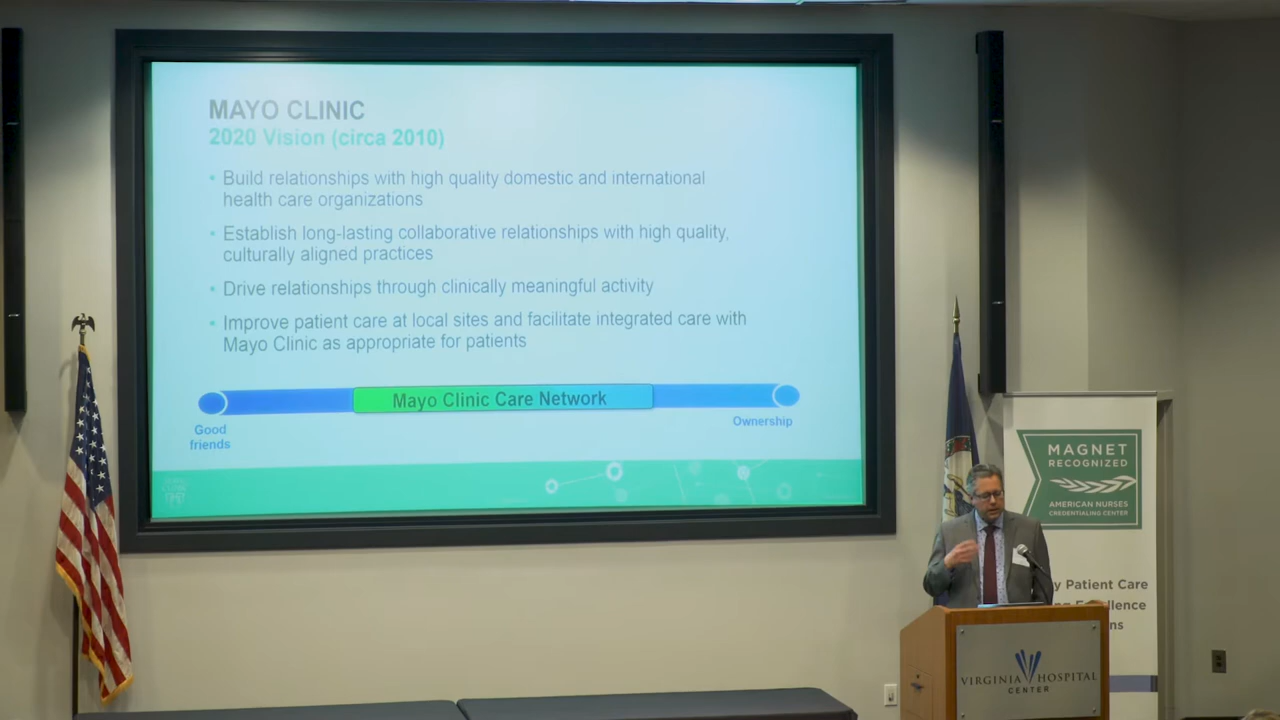 MAYO CLINIC
2020 Vision (circa 2010)
• Build relationships with high quality domestic and international
health care organizations
• Establish long-lasting collaborative relationships with high quality,
culturally aligned practices
• Drive relationships through clinically meaningful activity
• Improve patient care at local sites and facilitate integrated care with
Mayo Clinic as appropriate for patients
Mayo Clinic Care Network
Good
friends
Ownership
MAGNET
RECOGNIZED
AMERICAN NURSES
CREDENTIALING CENTER
y Patient Care
llence
ns
VIRGINIA HOSPITAL
CENTER